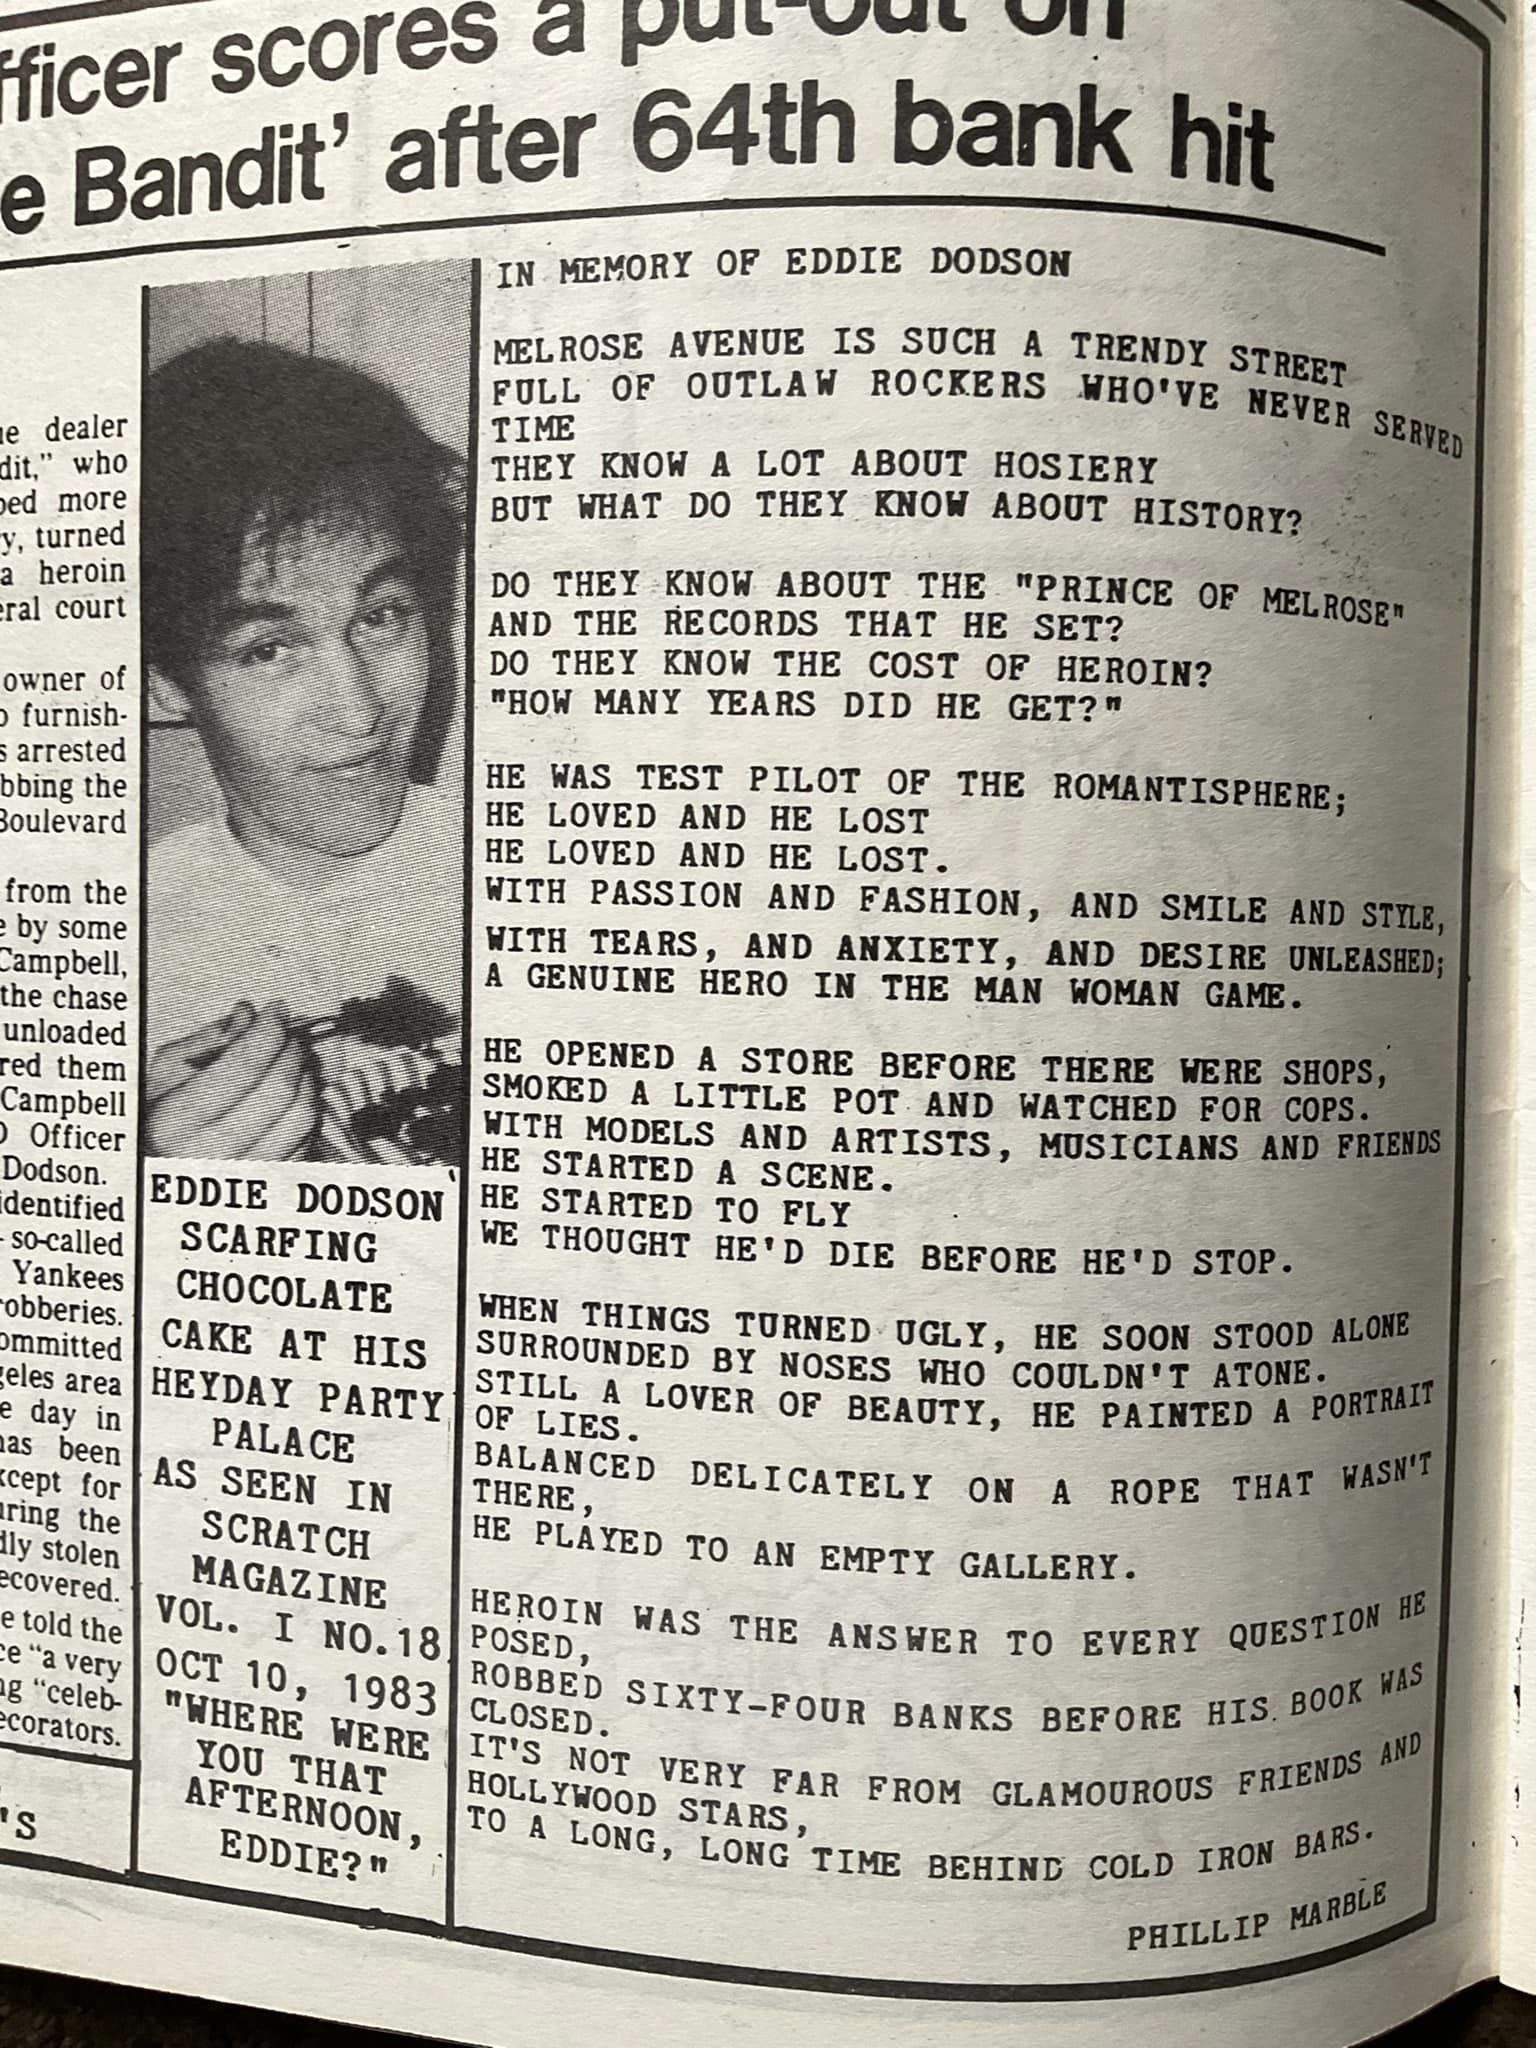 fficer scores a put-out on
e Bandit’ after 64th bank hit
ue dealer
dit,” who
bed more
y, turned
a heroin
eral court
owner of
o furnish-
s arrested
bbing the
Boulevard
from the
e by some
Campbell,
the chase
unloaded
red them
Campbell
D Officer
Dodson.
identified
so-called
Yankees
robberies.
ommitted
geles area
e day in
has been
xcept for
uring the
dly stolen
ecovered.
e told the
ce “a very
ng “celeb-
ecorators.
'S
EDDIE DODSON
SCARFING
CHOCOLATE
CAKE AT HIS
HEYDAY PARTY
PALACE
AS SEEN IN
SCRATCH
MAGAZINE
VOL. I NO.18
OCT 10, 1983
"WHERE WERE
YOU THAT
AFTERNOON,
EDDIE?"
IN MEMORY OF EDDIE DODSON
MELROSE AVENUE IS SUCH A TRENDY STREET
FULL OF OUTLAW ROCKERS WHO'VE NEVER SERVED
TIME
THEY KNOW A LOT ABOUT HOSIERY
BUT WHAT DO THEY KNOW ABOUT HISTORY?
DO THEY KNOW ABOUT THE "PRINCE OF MELROSE"
AND THE RECORDS THAT HE SET?
DO THEY KNOW THE COST OF HEROIN?
"HOW MANY YEARS DID HE GET?"
HE WAS TEST PILOT OF THE ROMANTISPHERE;
HE LOVED AND HE LOST
HE LOVED AND HE LOST.
WITH PASSION AND FASHION, AND SMILE AND STYLE,
WITH TEARS, AND ANXIETY, AND DESIRE UNLEASHED;
A GENUINE HERO IN THE MAN WOMAN GAME.
HE OPENED A STORE BEFORE THERE WERE SHOPS,
SMOKED A LITTLE POT AND WATCHED FOR COPS.
WITH MODELS AND ARTISTS, MUSICIANS AND FRIENDS
HE STARTED A SCENE.
HE STARTED TO FLY
WE THOUGHT HE'D DIE BEFORE HE'D STOP.
WHEN THINGS TURNED UGLY, HE SOON STOOD ALONE
SURROUNDED BY NOSES WHO COULDN'T ATONE.
STILL A LOVER OF BEAUTY, HE PAINTED A PORTRAIT
OF LIES.
BALANCED DELICATELY ON A ROPE THAT WASN'T
THERE,
HE PLAYED TO AN EMPTY GALLERY.
HEROIN WAS THE ANSWER TO EVERY QUESTION HE
POSED,
ROBBED SIXTY-FOUR BANKS BEFORE HIS BOOK WAS
CLOSED.
IT'S NOT VERY FAR FROM GLAMOUROUS FRIENDS AND
HOLLYWOOD STARS,
TO A LONG, LONG TIME BEHIND COLD IRON BARS.
PHILLIP MARBLE